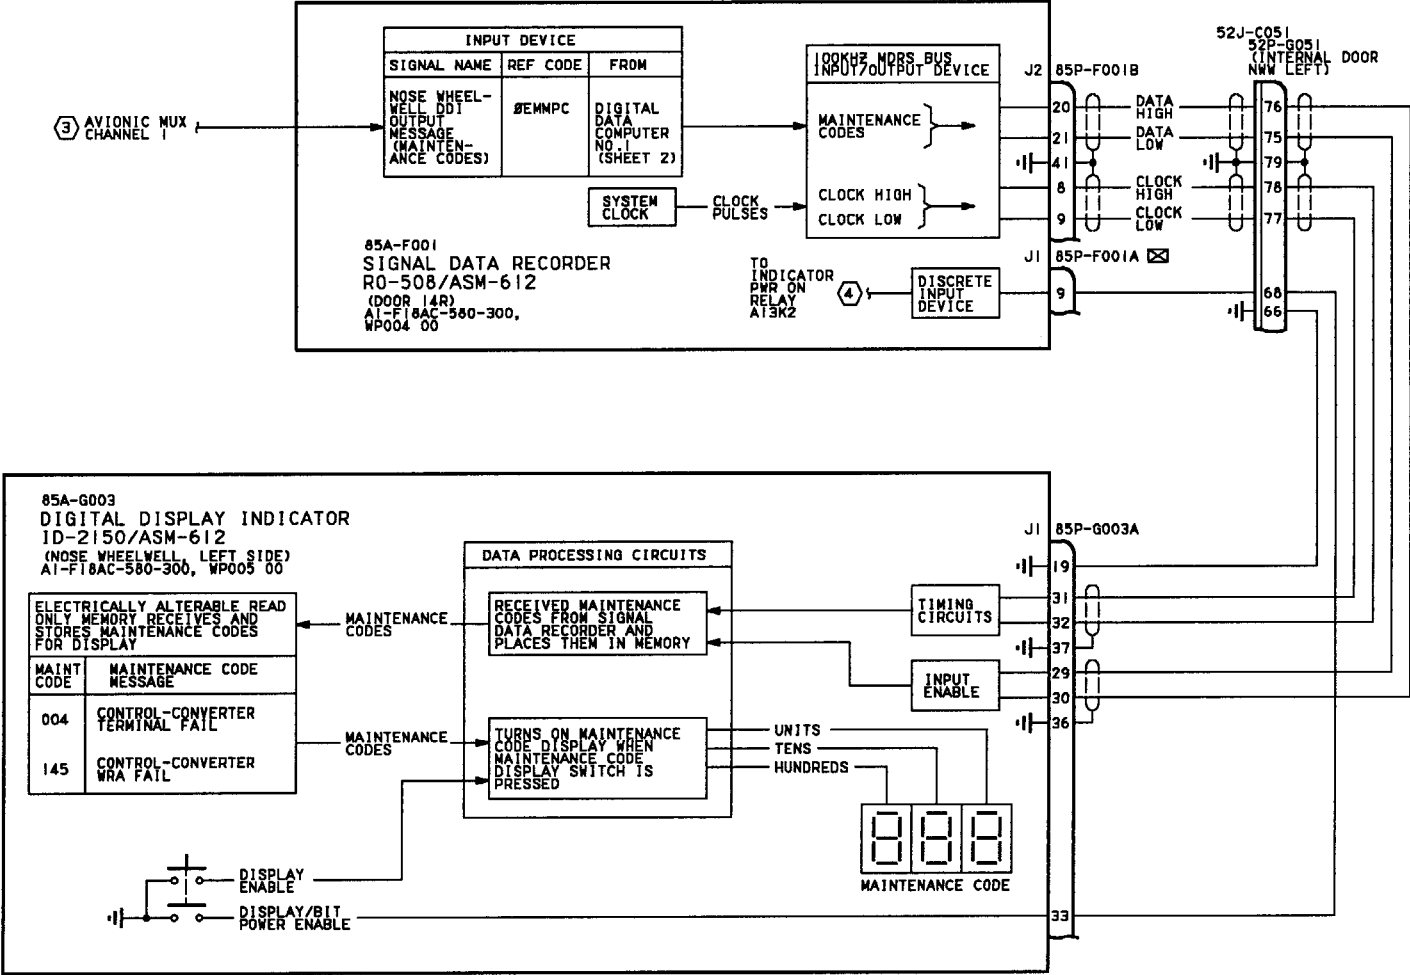 INPUT DEVICE
SIGNAL NAME
REF CODE
FROM
NOSE WHEEL-
WELL DDI
OUTPUT
MESSAGE
(MAINTEN-
ANCE CODES)
ØEMMPC
DIGITAL
DATA
COMPUTER
NO.1
(SHEET 2)
3
AVIONIC MUX
CHANNEL 1
SYSTEM
CLOCK
CLOCK
PULSES
100KHZ MDRS BUS
INPUT/OUTPUT DEVICE
MAINTENANCE
CODES
CLOCK HIGH
CLOCK LOW
85A-F001
SIGNAL DATA RECORDER
RO-508/ASM-612
(DOOR 14R)
A1-F18AC-580-300,
WP004 00
TO
INDICATOR
PWR ON
RELAY
A13K2
4
DISCRETE
INPUT
DEVICE
J2
85P-F001B
20
21
41
8
9
DATA
HIGH
DATA
LOW
CLOCK
HIGH
CLOCK
LOW
J1
85P-F001A
9
52J-C051
52P-G051
(INTERNAL DOOR
NWW LEFT)
76
75
79
78
77
68
66
85A-G003
DIGITAL DISPLAY INDICATOR
ID-2150/ASM-612
(NOSE WHEELWELL, LEFT SIDE)
A1-F18AC-580-300, WP005 00
ELECTRICALLY ALTERABLE READ
ONLY MEMORY RECEIVES AND
STORES MAINTENANCE CODES
FOR DISPLAY
MAINT
CODE
MAINTENANCE CODE
MESSAGE
004
CONTROL-CONVERTER
TERMINAL FAIL
145
CONTROL-CONVERTER
WRA FAIL
MAINTENANCE
CODES
MAINTENANCE
CODES
DATA PROCESSING CIRCUITS
RECEIVED MAINTENANCE
CODES FROM SIGNAL
DATA RECORDER AND
PLACES THEM IN MEMORY
TURNS ON MAINTENANCE
CODE DISPLAY WHEN
MAINTENANCE CODE
DISPLAY SWITCH IS
PRESSED
TIMING
CIRCUITS
INPUT
ENABLE
UNITS
TENS
HUNDREDS
888
MAINTENANCE CODE
DISPLAY
ENABLE
DISPLAY/BIT
POWER ENABLE
J1
85P-G003A
19
31
32
37
29
30
36
33